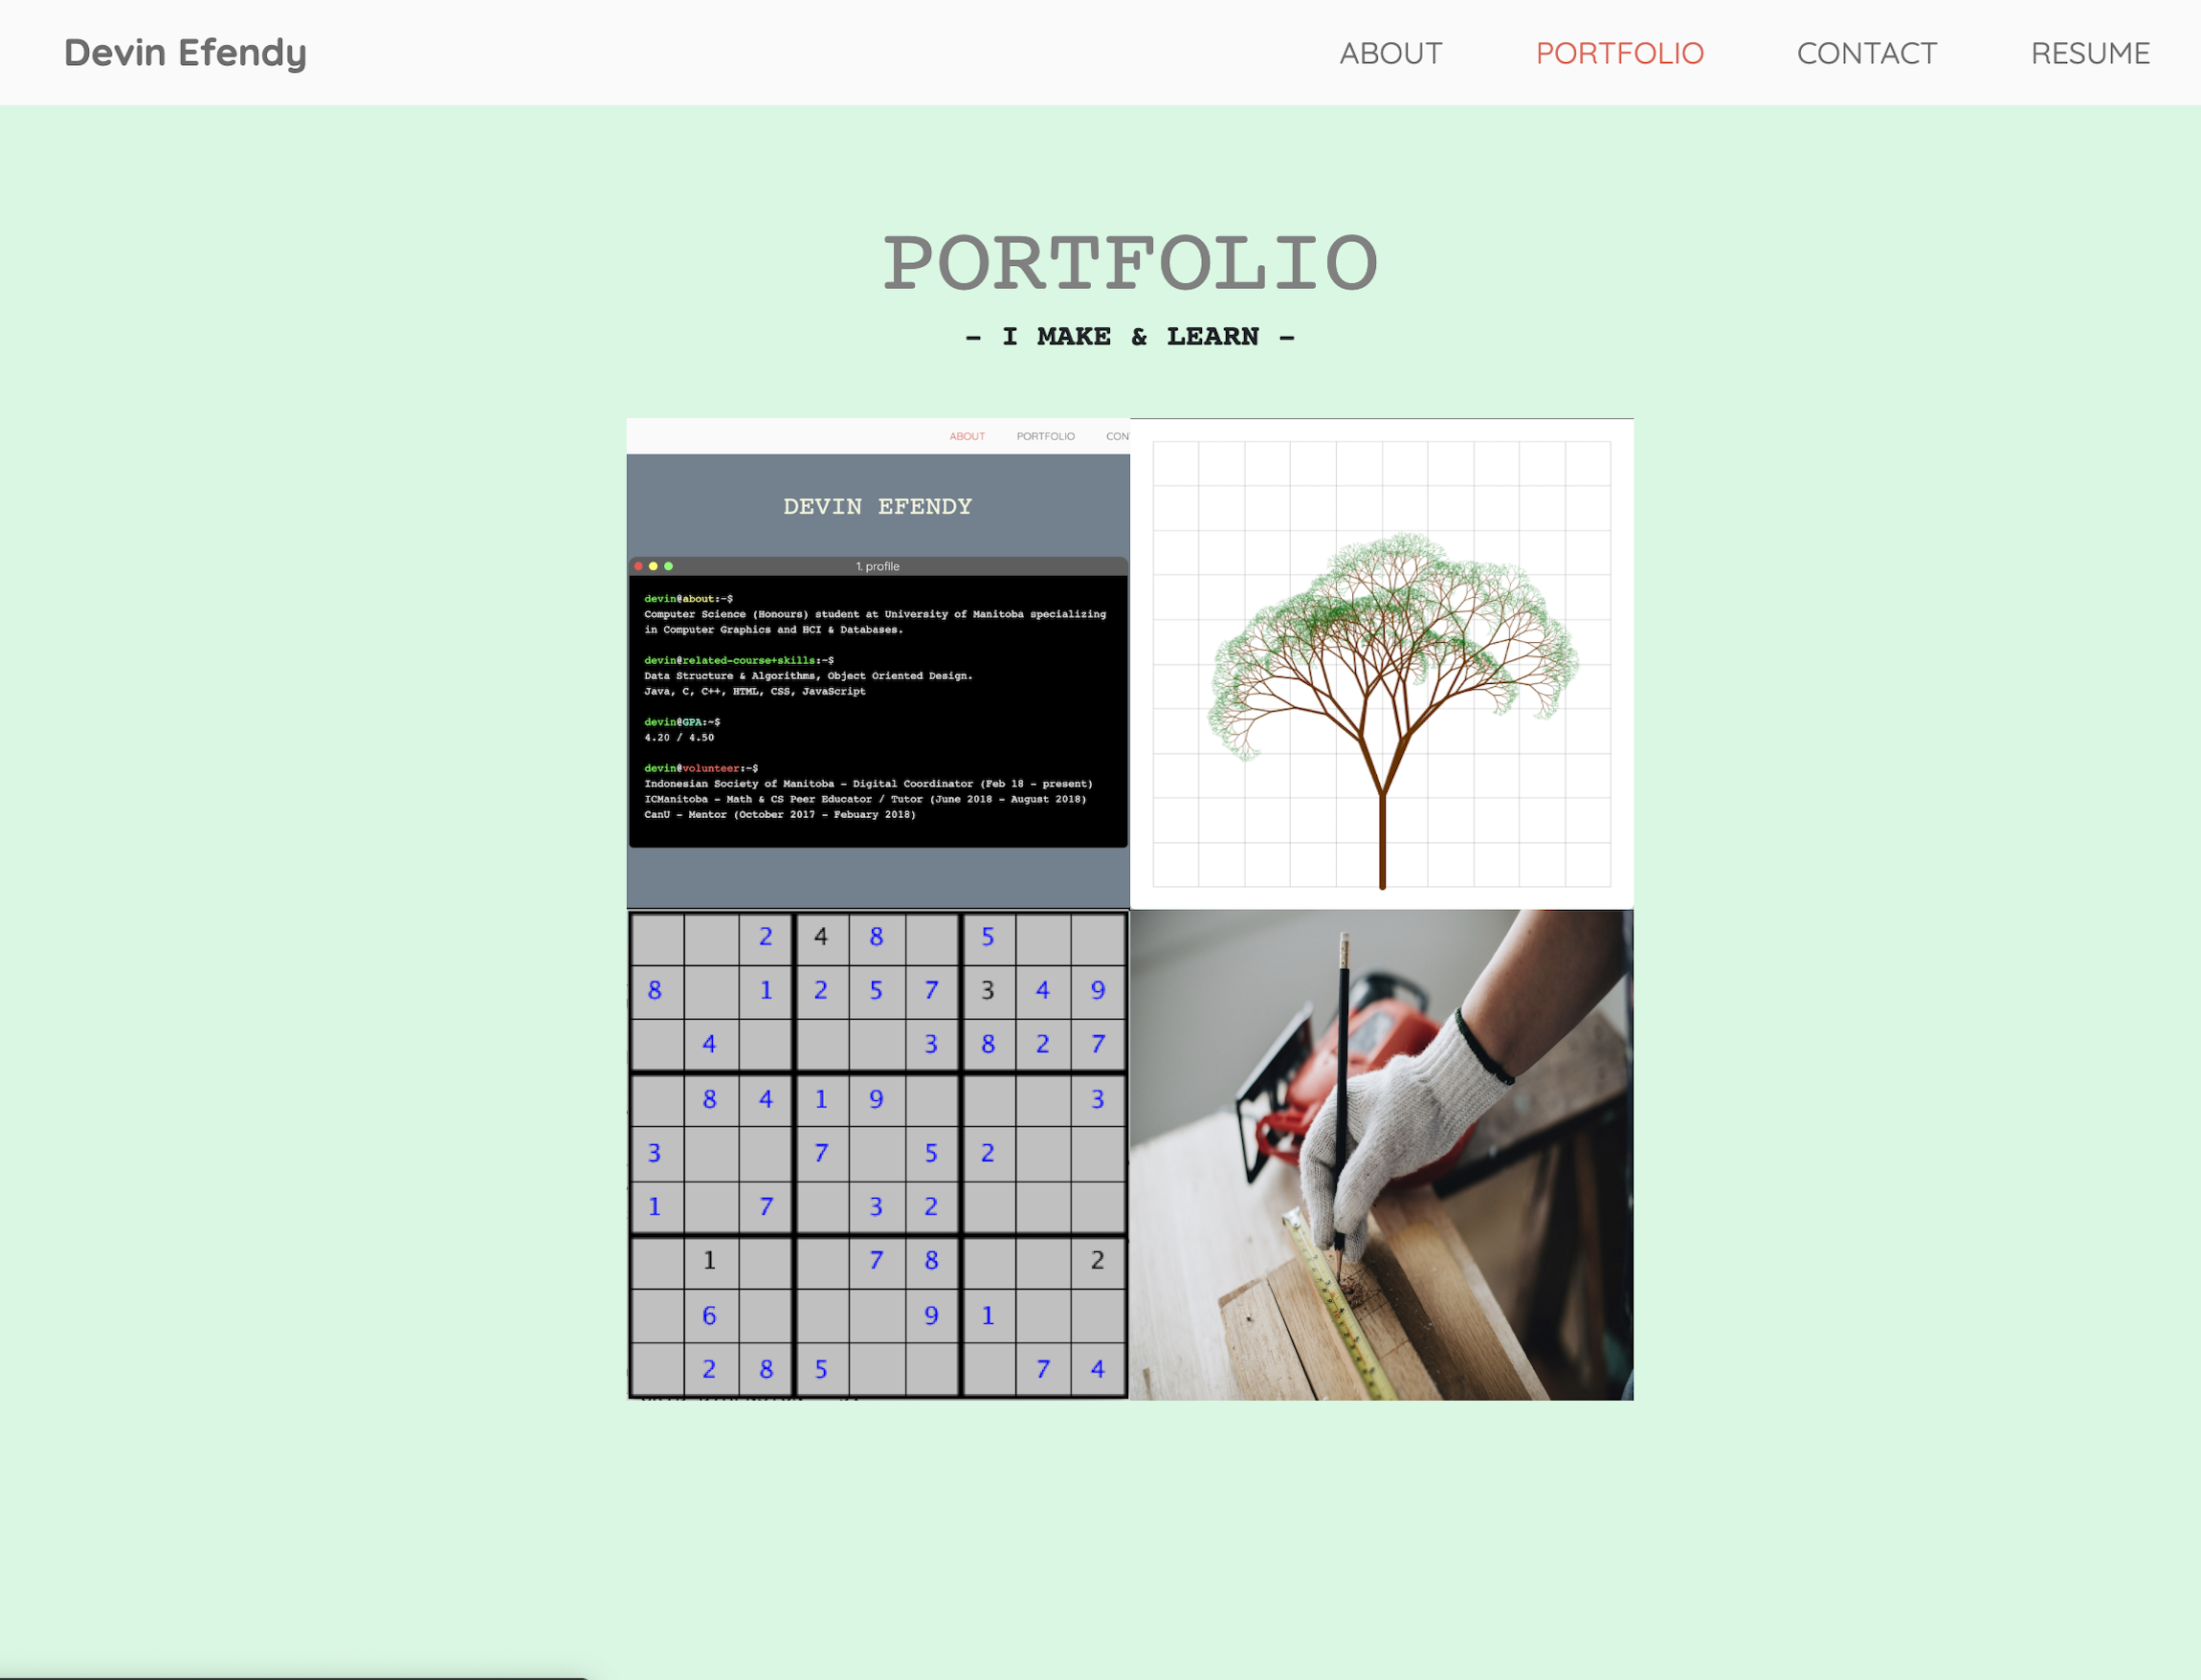 Devin Efendy ABOUT PORTFOLIO CONTACT RESUME
PORTFOLIO
- I MAKE & LEARN -
ABOUT PORTFOLIO CON
DEVIN EFENDY
1. profile
devin@about:~$
Computer Science (Honours) student at University of Manitoba specializing
in Computer Graphics and HCI & Databases.
devin@related-course+skills:~$
Data Structure & Algorithms, Object Oriented Design.
Java, C, C++, HTML, CSS, JavaScript
devin@GPA:~$
4.20 / 4.50
devin@volunteer:~$
Indonesian Society of Manitoba - Digital Coordinator (Feb 18 - present)
ICManitoba - Math & CS Peer Educator / Tutor (June 2018 - August 2018)
CanU - Mentor (October 2017 - Febuary 2018)
2 4 8 5
8 1 2 5 7 3 4 9
4 3 8 2 7
8 4 1 9 3
3 7 5 2
1 7 3 2
1 7 8 2
6 9 1
2 8 5 7 4